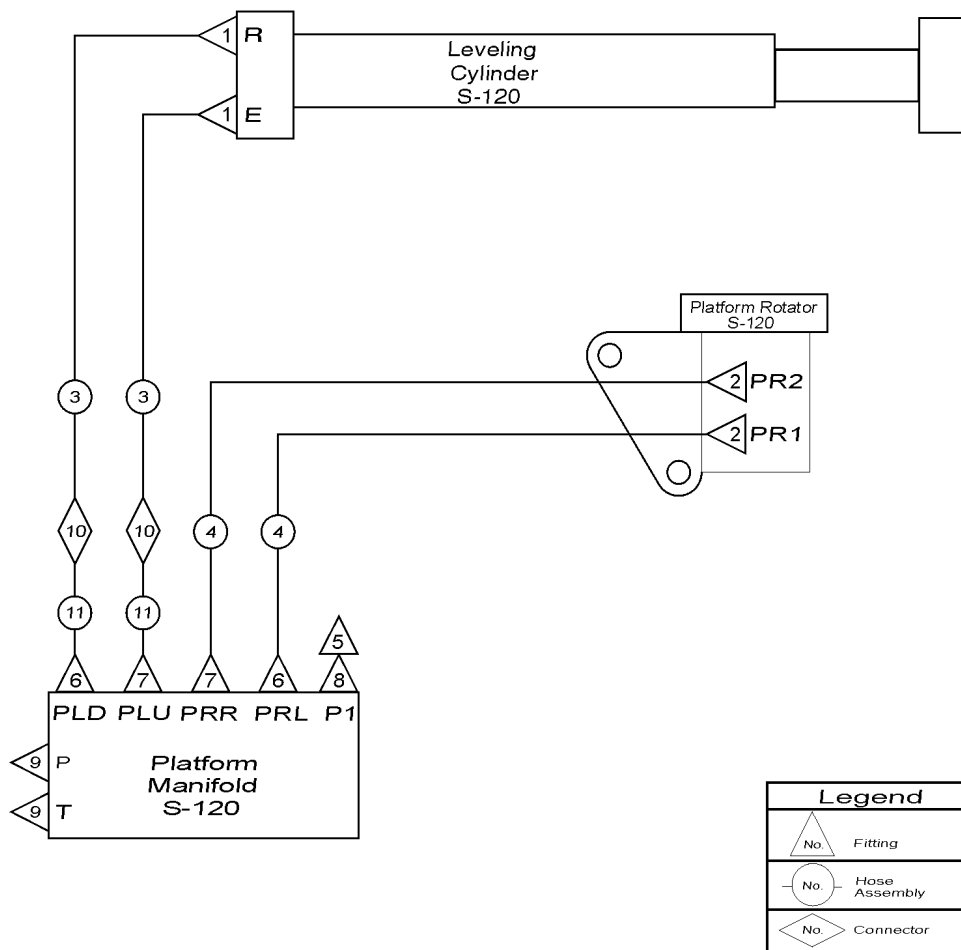 1 R
Leveling
Cylinder
S-120
1 E
Platform Rotator
S-120
2 PR2
2 PR1
3 3
10 10 4 4
11 11
5
6 7 7 6 8
PLD PLU PRR PRL P1
9 P
9 T
Platform
Manifold
S-120
Legend
No. Fitting
No. Hose
Assembly
No. Connector